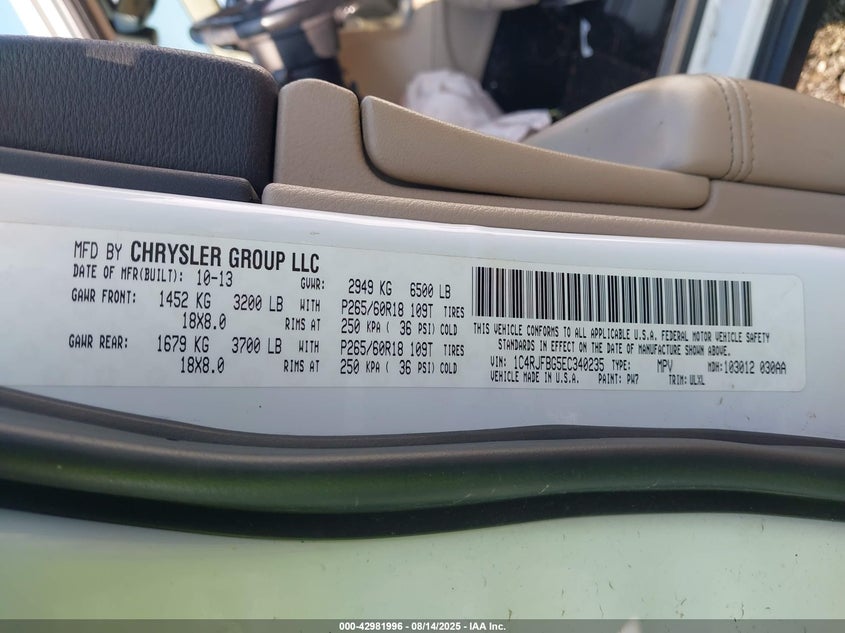 MFD BY CHRYSLER GROUP LLC
DATE OF MFR(BUILT): 10-13 GVWR: 2949 KG 6500 LB
GAWR FRONT: 1452 KG 3200 LB WITH P265/60R18 109T TIRES
18X8.0 RIMS AT 250 KPA ( 36 PSI) COLD
GAWR REAR: 1679 KG 3700 LB WITH P265/60R18 109T TIRES
18X8.0 RIMS AT 250 KPA ( 36 PSI) COLD
THIS VEHICLE CONFORMS TO ALL APPLICABLE U.S.A. FEDERAL MOTOR VEHICLE SAFETY
STANDARDS IN EFFECT ON THE DATE OF MANUFACTURE SHOWN ABOVE.
VIN: 1C4RJFBG5EC340235 TYPE: MPV MDH:103012 030AA
VEHICLE MADE IN U.S.A. PAINT: PW7 TRIM: ULXL
000-42981996 - 08/14/2025 - IAA Inc.